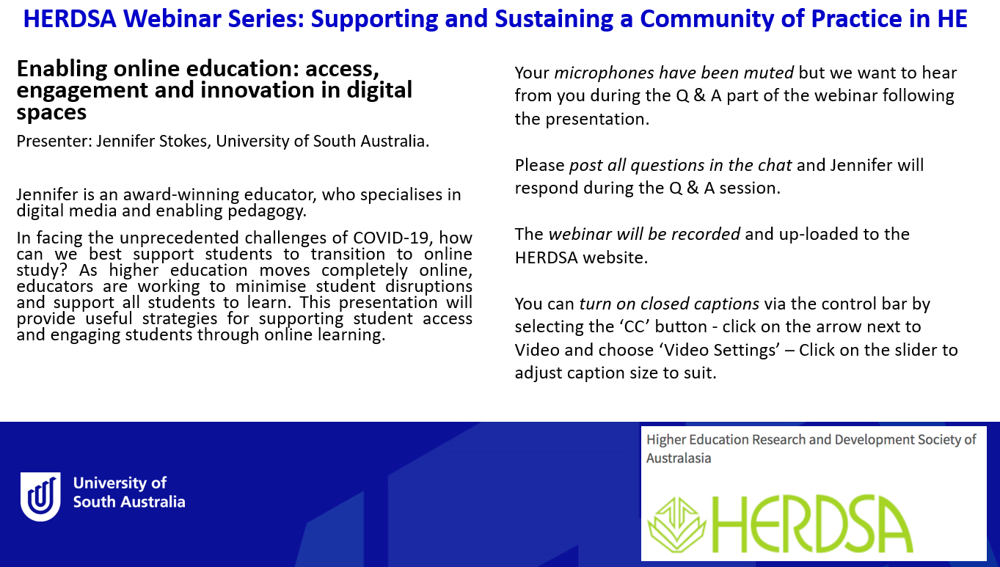 HERDSA Webinar Series: Supporting and Sustaining a Community of Practice in HE
Enabling online education: access,
engagement and innovation in digital
spaces
Presenter: Jennifer Stokes, University of South Australia.
Jennifer is an award-winning educator, who specialises in
digital media and enabling pedagogy.
In facing the unprecedented challenges of COVID-19, how
can we best support students to transition to online
study? As higher education moves completely online,
educators are working to minimise student disruptions
and support all students to learn. This presentation will
provide useful strategies for supporting student access
and engaging students through online learning.
Your microphones have been muted but we want to hear
from you during the Q & A part of the webinar following
the presentation.
Please post all questions in the chat and Jennifer will
respond during the Q & A session.
The webinar will be recorded and up-loaded to the
HERDSA website.
You can turn on closed captions via the control bar by
selecting the ‘CC’ button - click on the arrow next to
Video and choose ‘Video Settings’ – Click on the slider to
adjust caption size to suit.
University of
South Australia
Higher Education Research and Development Society of
Australasia
HERDSA